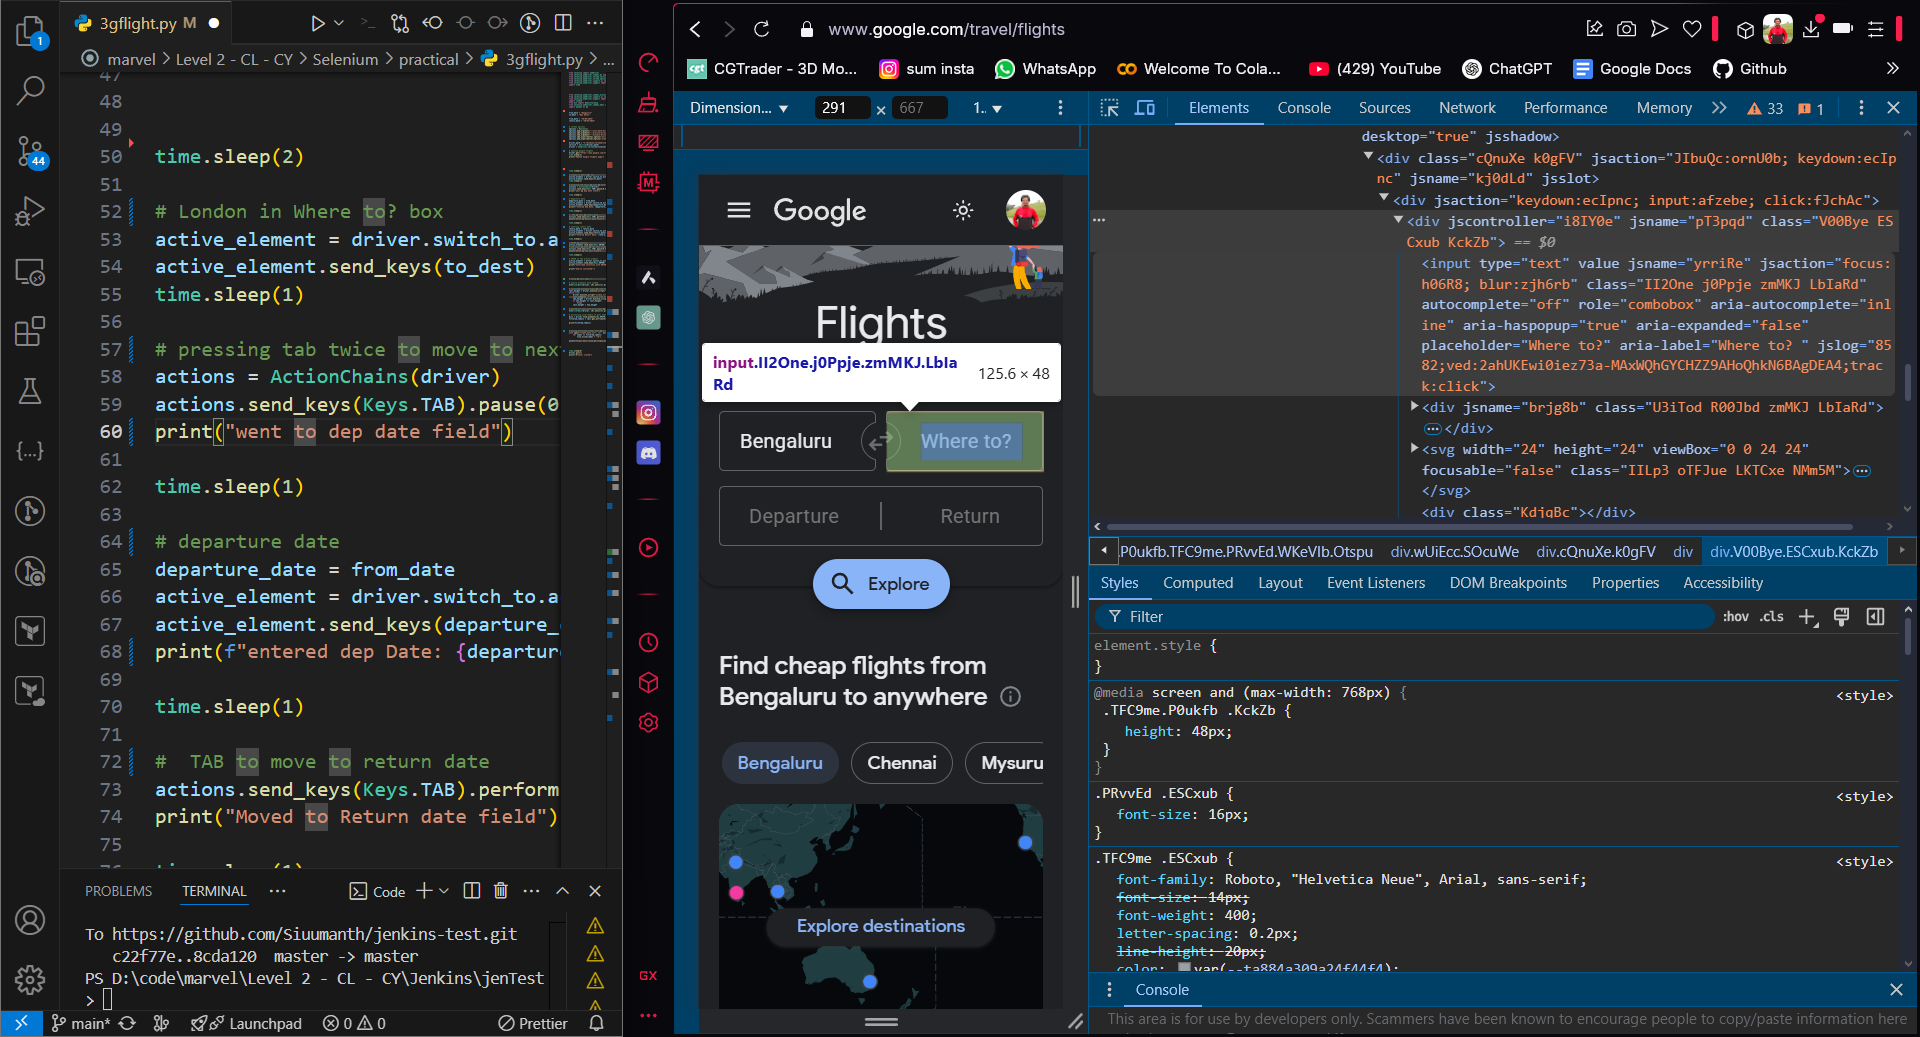 3gflight.py M
marvel > Level 2 - CL - CY > Selenium > practical > 3gflight.py > ...
47
48
49
50 time.sleep(2)
51
52 # London in Where to? box
53 active_element = driver.switch_to.a
54 active_element.send_keys(to_dest)
55 time.sleep(1)
56
57 # pressing tab twice to move to nex
58 actions = ActionChains(driver)
59 actions.send_keys(Keys.TAB).pause(0
60 print("went to dep date field")
61
62 time.sleep(1)
63
64 # departure date
65 departure_date = from_date
66 active_element = driver.switch_to.a
67 active_element.send_keys(departure_
68 print(f"entered dep Date: {departur
69
70 time.sleep(1)
71
72 #  TAB to move to return date
73 actions.send_keys(Keys.TAB).perform
74 print("Moved to Return date field")
75
1
44
PROBLEMS TERMINAL ...
Code
To https://github.com/Siuumanth/jenkins-test.git
c22f77e..8cda120  master -> master
PS D:\code\marvel\Level 2 - CL - CY\Jenkins\jenTest
>
main* Launchpad 0 0 Prettier
GX
www.google.com/travel/flights
CGTrader - 3D Mo... sum insta WhatsApp Welcome To Cola... (429) YouTube ChatGPT Google Docs Github
Dimension... 291 × 667 1..
Google
Flights
input.II2One.j0Ppje.zmMKJ.LbIa
Rd
125.6 × 48
Bengaluru Where to?
Departure Return
Explore
Find cheap flights from
Bengaluru to anywhere
Bengaluru Chennai Mysuru
Explore destinations
Elements Console Sources Network Performance Memory 33 1
desktop="true" jsshadow>
<div class="cQnuXe k0gFV" jsaction="JIbuQc:ornU0b; keydown:ecIp
nc" jsname="kj0dLd" jsslot>
<div jsaction="keydown:ecIpnc; input:afzebe; click:fJchAc">
<div jscontroller="i8IY0e" jsname="pT3pqd" class="V00Bye ES
Cxub KckZb"> == $0
<input type="text" value jsname="yrriRe" jsaction="focus:
h06R8; blur:zjh6rb" class="II2One j0Ppje zmMKJ LbIaRd"
autocomplete="off" role="combobox" aria-autocomplete="inl
ine" aria-haspopup="true" aria-expanded="false"
placeholder="Where to?" aria-label="Where to? " jslog="85
82;ved:2ahUKEwi0iez73a-MAxWQhGYCHZZ9AHoQhkN6BAgDEA4;trac
k:click">
<div jsname="brjg8b" class="U3iTod R00Jbd zmMKJ LbIaRd">
</div>
<svg width="24" height="24" viewBox="0 0 24 24"
focusable="false" class="IILp3 oTFJue LKTCxe NMm5M">
</svg>
<div class="KdjqBc"></div>
.P0ukfb.TFC9me.PRvvEd.WKeVIb.Otspu div.wUiEcc.SOcuWe div.cQnuXe.k0gFV div div.V00Bye.ESCxub.KckZb
Styles Computed Layout Event Listeners DOM Breakpoints Properties Accessibility
Filter :hov .cls
element.style {
}
@media screen and (max-width: 768px) {
<style>
.TFC9me.P0ukfb .KckZb {
height: 48px;
}
}
.PRvvEd .ESCxub {
<style>
font-size: 16px;
}
.TFC9me .ESCxub {
<style>
font-family: Roboto, "Helvetica Neue", Arial, sans-serif;
font-size: 14px;
font-weight: 400;
letter-spacing: 0.2px;
line-height: 20px;
color: var(--ta884a309a24f44f4);
Console
This area is for use by developers only. Scammers have been known to encourage people to copy/paste information here